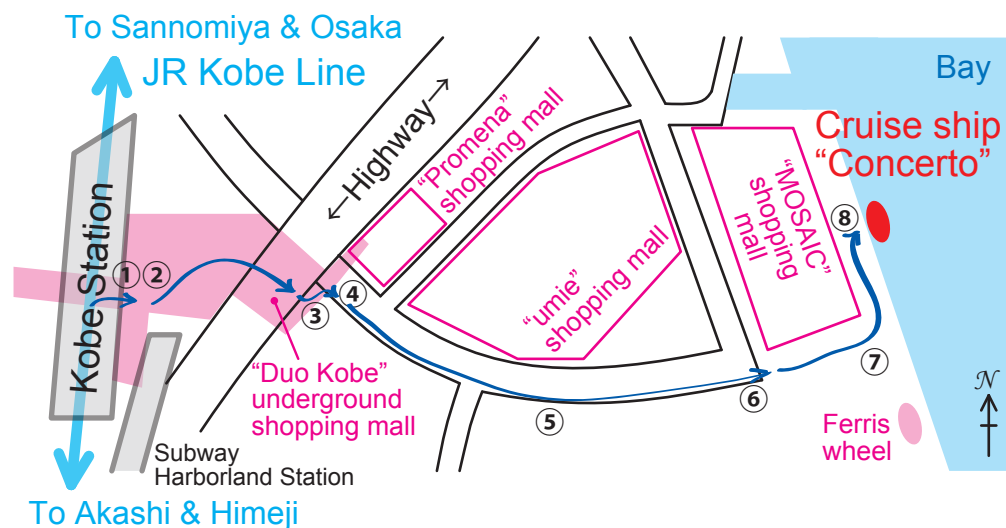 To Sannomiya & Osaka
JR Kobe Line
Kobe Station
①②
③
④
⑤
⑥
⑦
⑧
←Highway→
“Promena”
shopping mall
“umie”
shopping mall
“MOSAIC”
shopping
mall
Bay
Cruise ship
“Concerto”
“Duo Kobe”
underground
shopping mall
Subway
Harborland Station
Ferris
wheel
N
To Akashi & Himeji